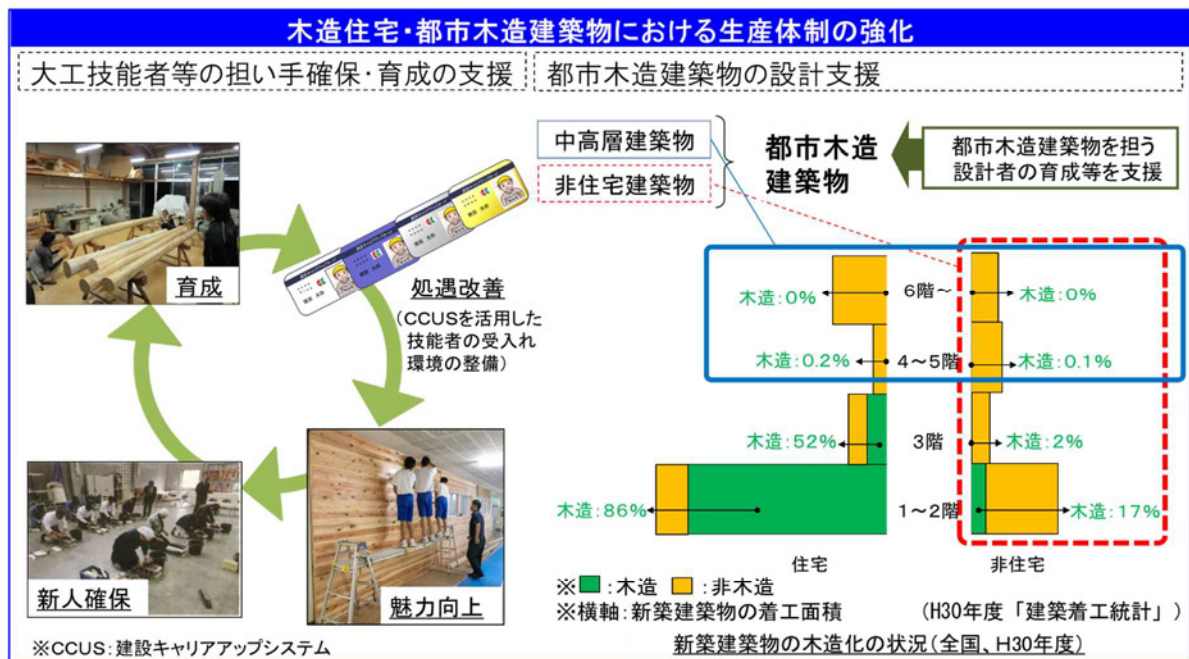 木造住宅・都市木造建築物における生産体制の強化
大工技能者等の担い手確保・育成の支援
育成
処遇改善
(CCUSを活用した
技能者の受入れ
環境の整備)
新人確保
魅力向上
※CCUS:建設キャリアアップシステム
都市木造建築物の設計支援
中高層建築物
非住宅建築物
都市木造
建築物
都市木造建築物を担う
設計者の育成等を支援
木造:0% 6階~ 木造:0%
木造:0.2% 4~5階 木造:0.1%
木造:52% 3階 木造:2%
木造:86% 1~2階 木造:17%
住宅 非住宅
※ :木造 :非木造
※横軸:新築建築物の着工面積 (H30年度「建築着工統計」)
新築建築物の木造化の状況(全国、H30年度)